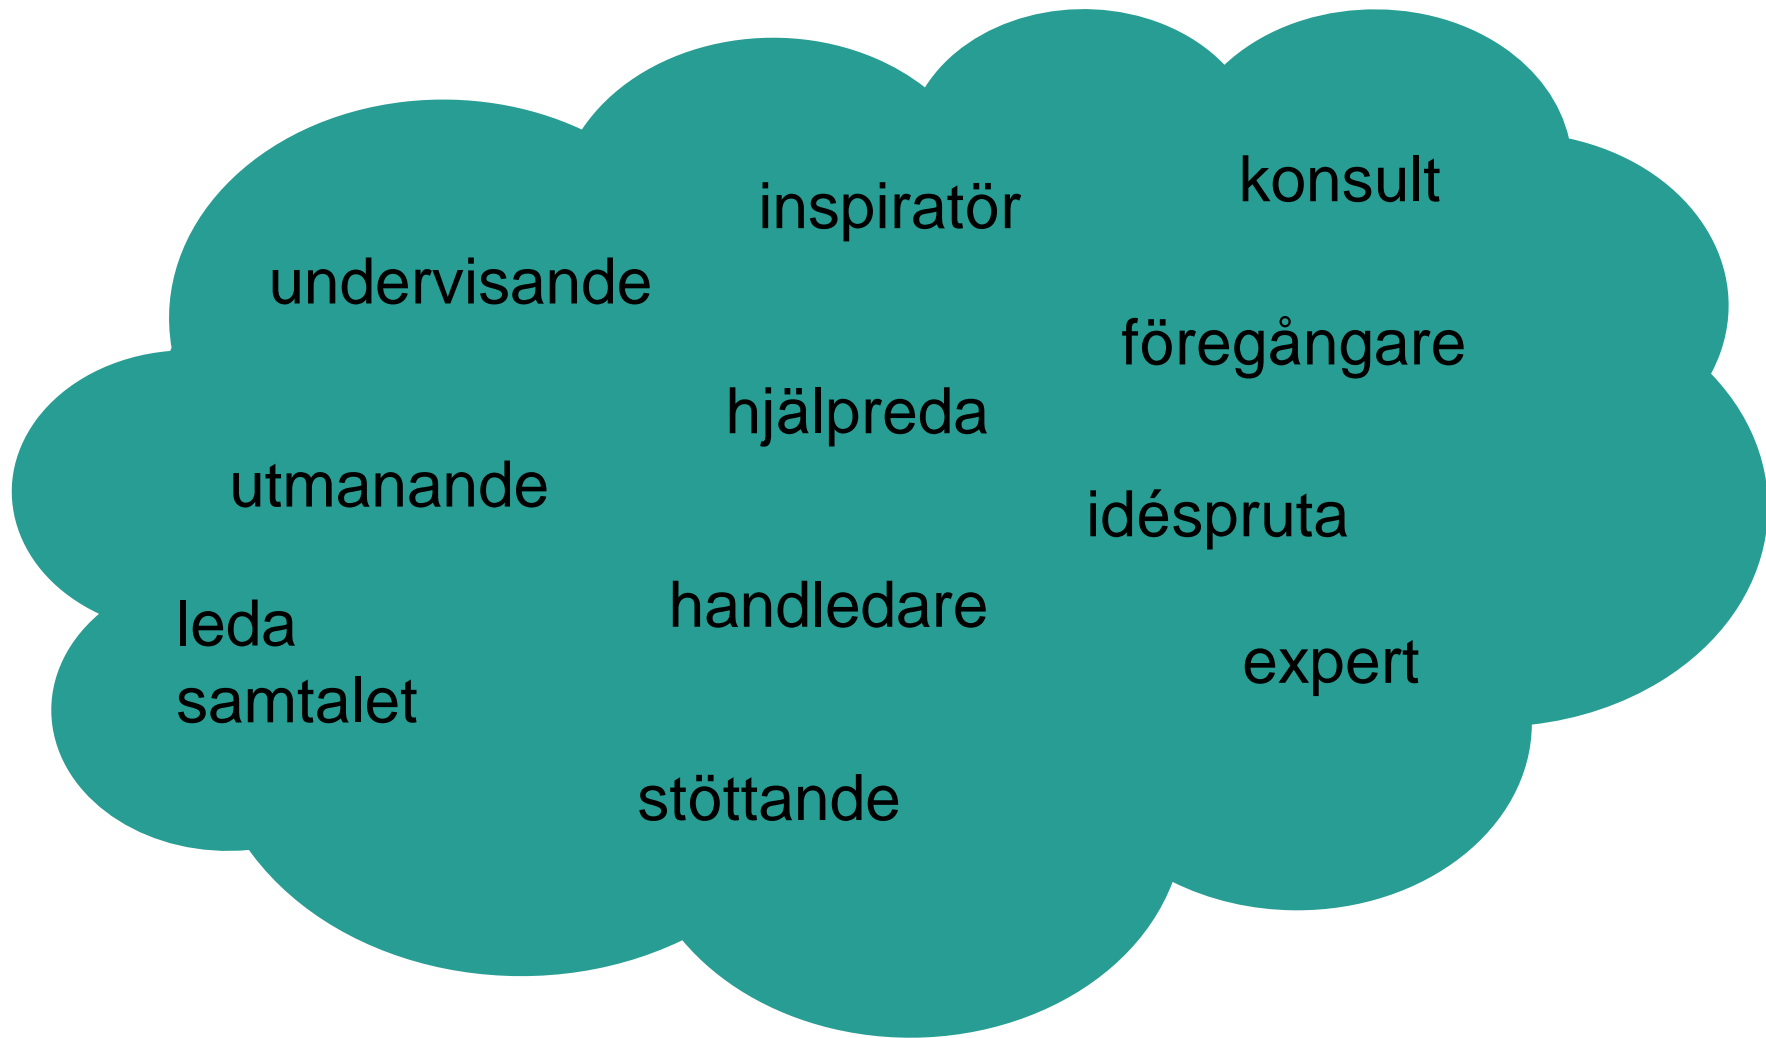 konsult
inspiratör
undervisande
föregångare
hjälpreda
utmanande
idéspruta
handledare
leda
samtalet
expert
stöttande